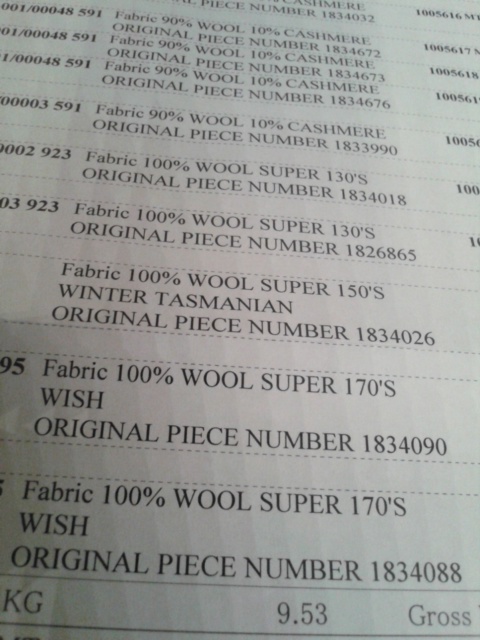 CASHMERE
PIECE NUMBER 1834032 1005616 MT
001/00048 591 Fabric 90% WOOL 10% CASHMERE
ORIGINAL PIECE NUMBER 1834672 1005617
001/00048 591 Fabric 90% WOOL 10% CASHMERE
ORIGINAL PIECE NUMBER 1834673 1005618
1/00048 591 Fabric 90% WOOL 10% CASHMERE
ORIGINAL PIECE NUMBER 1834676 100561
/00003 591 Fabric 90% WOOL 10% CASHMERE
ORIGINAL PIECE NUMBER 1833990 1005
0002 923 Fabric 100% WOOL SUPER 130'S
ORIGINAL PIECE NUMBER 1834018 100
03 923 Fabric 100% WOOL SUPER 130'S
ORIGINAL PIECE NUMBER 1826865
Fabric 100% WOOL SUPER 150'S
WINTER TASMANIAN
ORIGINAL PIECE NUMBER 1834026
95 Fabric 100% WOOL SUPER 170'S
WISH
ORIGINAL PIECE NUMBER 1834090
Fabric 100% WOOL SUPER 170'S
WISH
ORIGINAL PIECE NUMBER 1834088
KG 9.53 Gross